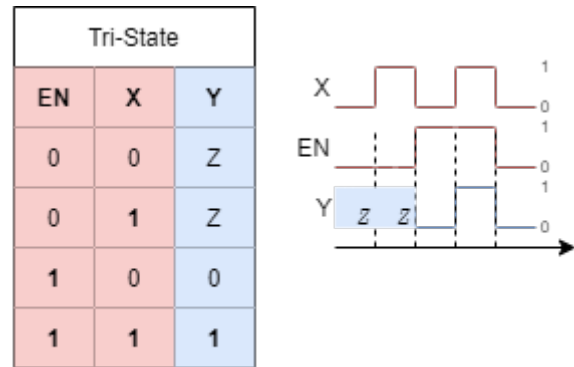 Tri-State
EN X Y
0 0 Z
0 1 Z
1 0 0
1 1 1
X 1 0
EN 1 0
Y Z Z 1 0